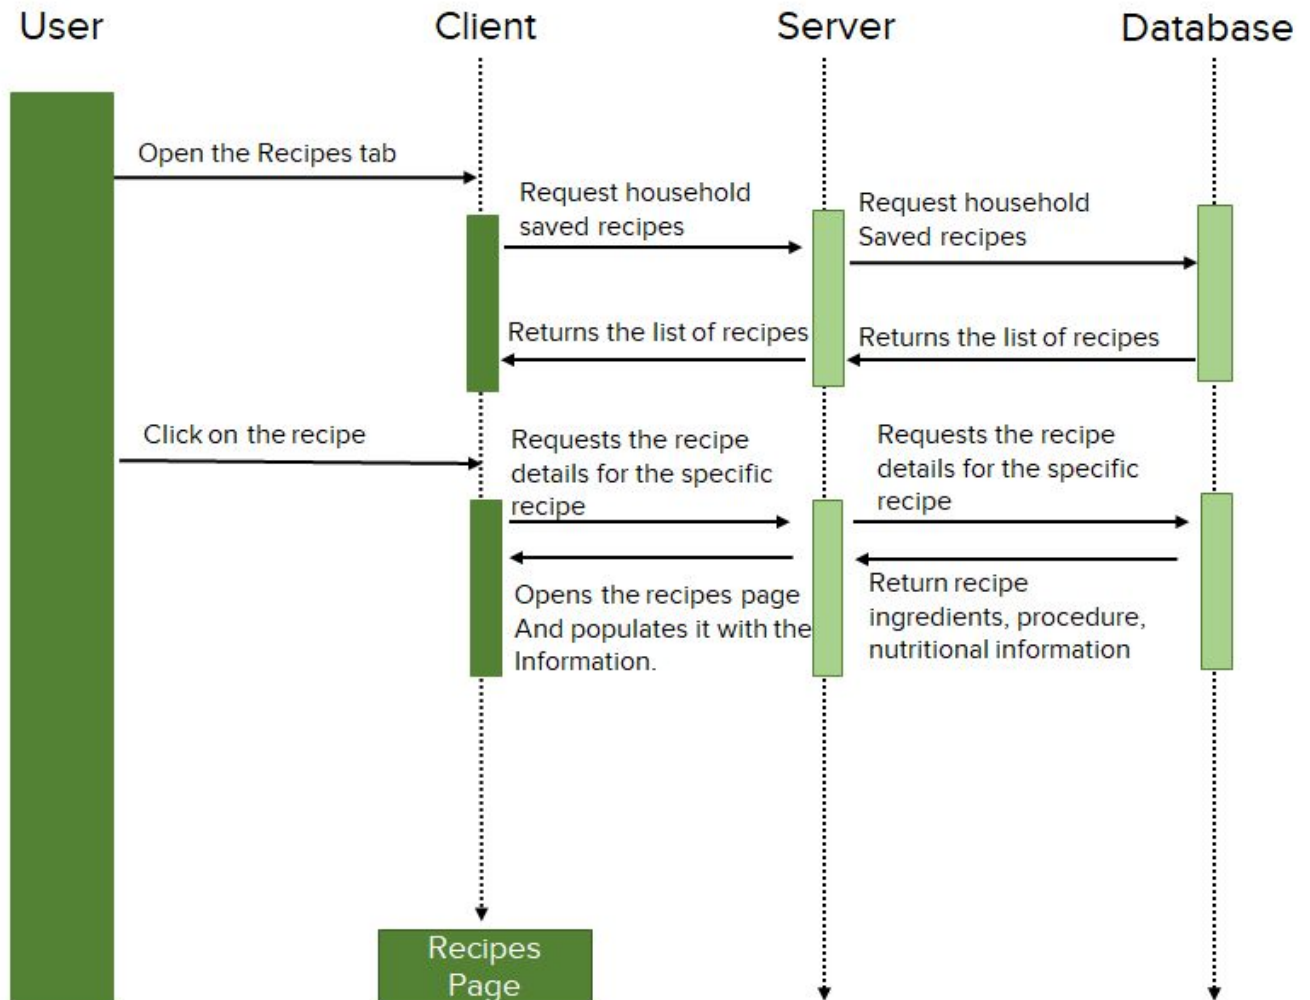 User
Client
Server
Database
Open the Recipes tab
Request household
saved recipes
Request household
Saved recipes
Returns the list of recipes
Returns the list of recipes
Click on the recipe
Requests the recipe
details for the specific
recipe
Requests the recipe
details for the specific
recipe
Opens the recipes page
And populates it with the
Information.
Return recipe
ingredients, procedure,
nutritional information
Recipes
Page